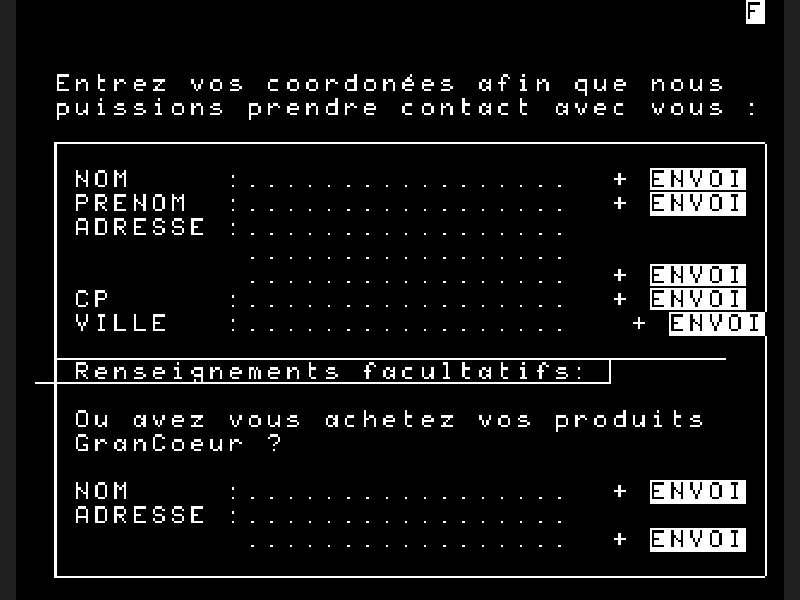 F
Entrez vos coordonées afin que nous
puissions prendre contact avec vous :
NOM : ................. + ENVOI
PRENOM : ................. + ENVOI
ADRESSE : .................
.................
................. + ENVOI
CP : ................. + ENVOI
VILLE : ................. + ENVOI
Renseignements facultatifs:
Ou avez vous achetez vos produits
GranCoeur ?
NOM : ................. + ENVOI
ADRESSE : .................
................. + ENVOI